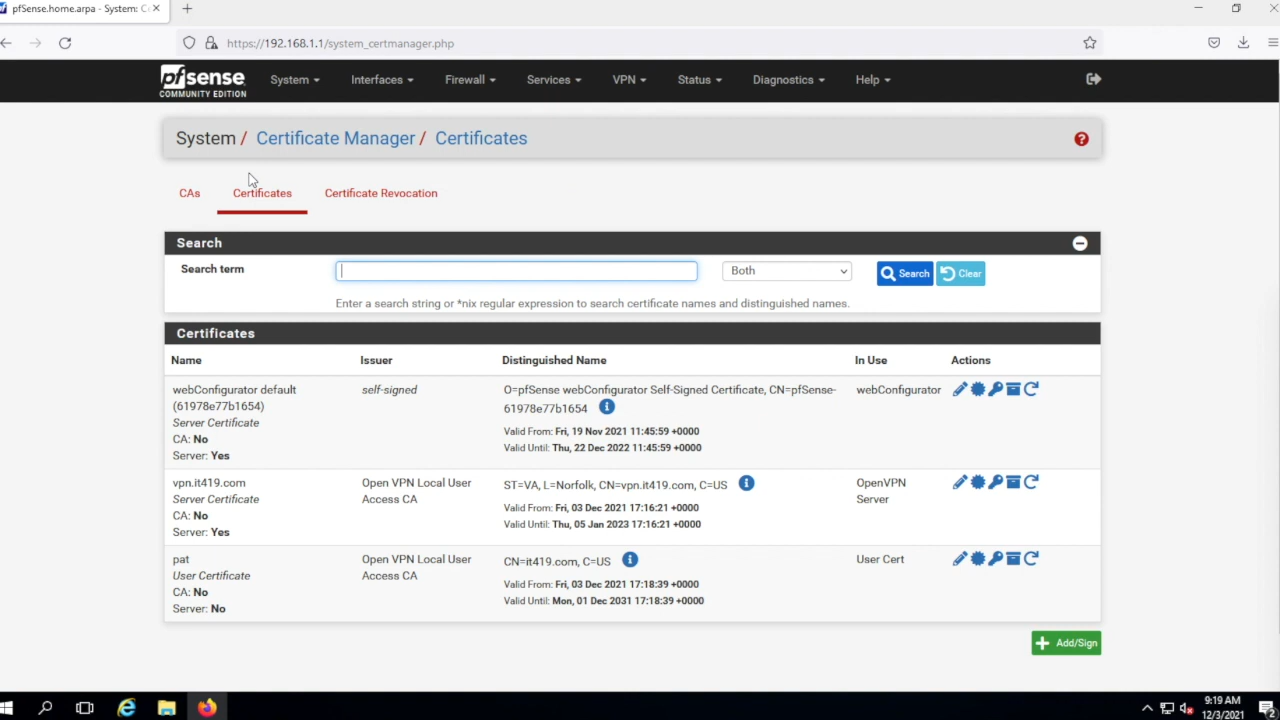 pfSense.home.arpa - System: C
https://192.168.1.1/system_certmanager.php
pfsense
COMMUNITY EDITION
System
Interfaces
Firewall
Services
VPN
Status
Diagnostics
Help
System / Certificate Manager / Certificates
CAs
Certificates
Certificate Revocation
Search
Search term
Both
Search
Clear
Enter a search string or *nix regular expression to search certificate names and distinguished names.
Certificates
Name
Issuer
Distinguished Name
In Use
Actions
webConfigurator default
(61978e77b1654)
Server Certificate
CA: No
Server: Yes
self-signed
O=pfSense webConfigurator Self-Signed Certificate, CN=pfSense-
61978e77b1654
Valid From: Fri, 19 Nov 2021 11:45:59 +0000
Valid Until: Thu, 22 Dec 2022 11:45:59 +0000
webConfigurator
vpn.it419.com
Server Certificate
CA: No
Server: Yes
Open VPN Local User
Access CA
ST=VA, L=Norfolk, CN=vpn.it419.com, C=US
Valid From: Fri, 03 Dec 2021 17:16:21 +0000
Valid Until: Thu, 05 Jan 2023 17:16:21 +0000
OpenVPN
Server
pat
User Certificate
CA: No
Server: No
Open VPN Local User
Access CA
CN=it419.com, C=US
Valid From: Fri, 03 Dec 2021 17:18:39 +0000
Valid Until: Mon, 01 Dec 2031 17:18:39 +0000
User Cert
Add/Sign
9:19 AM
12/3/2021
2